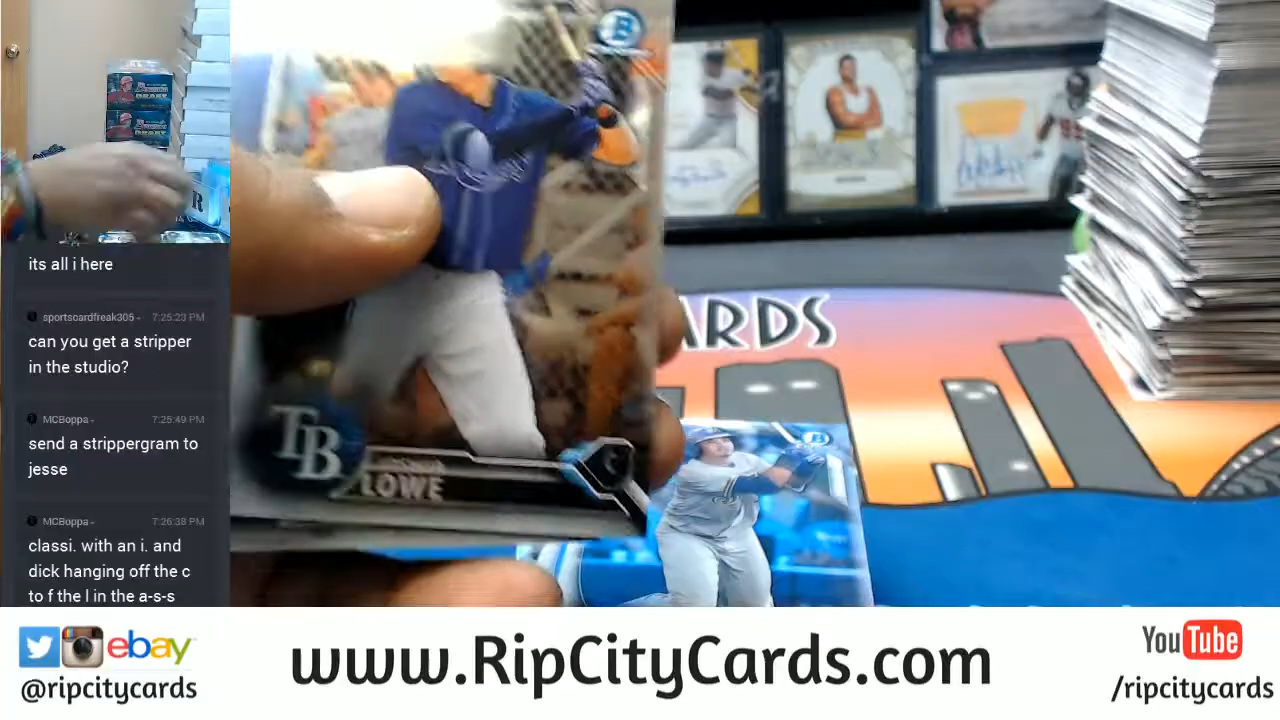 its all i here
sportscardfreak305 - 7:25:23 PM
can you get a stripper
in the studio?
MCBoppa - 7:25:49 PM
send a strippergram to
jesse
MCBoppa - 7:26:38 PM
classi. with an i. and
dick hanging off the c
to f the l in the a-s-s
B
TB
LOWE
ARDS
ebay
@ripcitycards
www.RipCityCards.com
YouTube
/ripcitycards